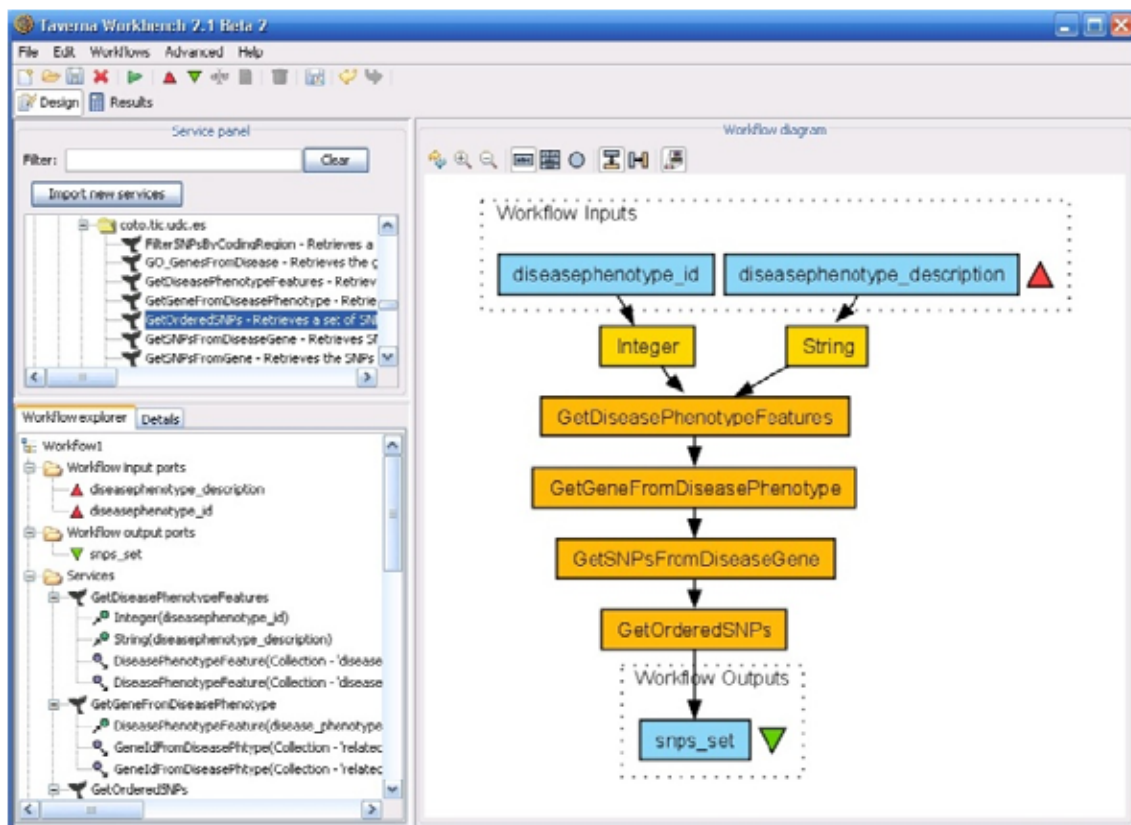 Taverna Workbench 2.1 Beta 2
File Edit Workflows Advanced Help
Design Results
Service panel
Filter: Clear
Import new services
coto.tic.udc.es
FilterSNPsByCodingRegion - Retrieves a
GO_GenesFromDisease - Retrieves the g
GetDiseasePhenotypeFeatures - Retriev
GetGeneFromDiseasePhenotype - Retrie
GetOrderedSNPs - Retrieves a set of SNI
GetSNPsFromDiseaseGene - Retrieves SN
GetSNPsFromGene - Retrieves the SNPs
Workflow explorer Details
Workflow1
Workflow input ports
diseasephenotype_description
diseasephenotype_id
Workflow output ports
snps_set
Services
GetDiseasePhenotypeFeatures
Integer(diseasephenotype_id)
String(diseasephenotype_description)
DiseasePhenotypeFeature(Collection - 'disease
DiseasePhenotypeFeature(Collection - 'disease
GetGeneFromDiseasePhenotype
DiseasePhenotypeFeature(disease_phenotype
GeneIdFromDiseasePhtype(Collection - 'relatec
GeneIdFromDiseasePhtype(Collection - 'relatec
GetOrderedSNPs
Workflow diagram
Workflow Inputs
diseasephenotype_id diseasephenotype_description
Integer String
GetDiseasePhenotypeFeatures
GetGeneFromDiseasePhenotype
GetSNPsFromDiseaseGene
GetOrderedSNPs
Workflow Outputs
snps_set